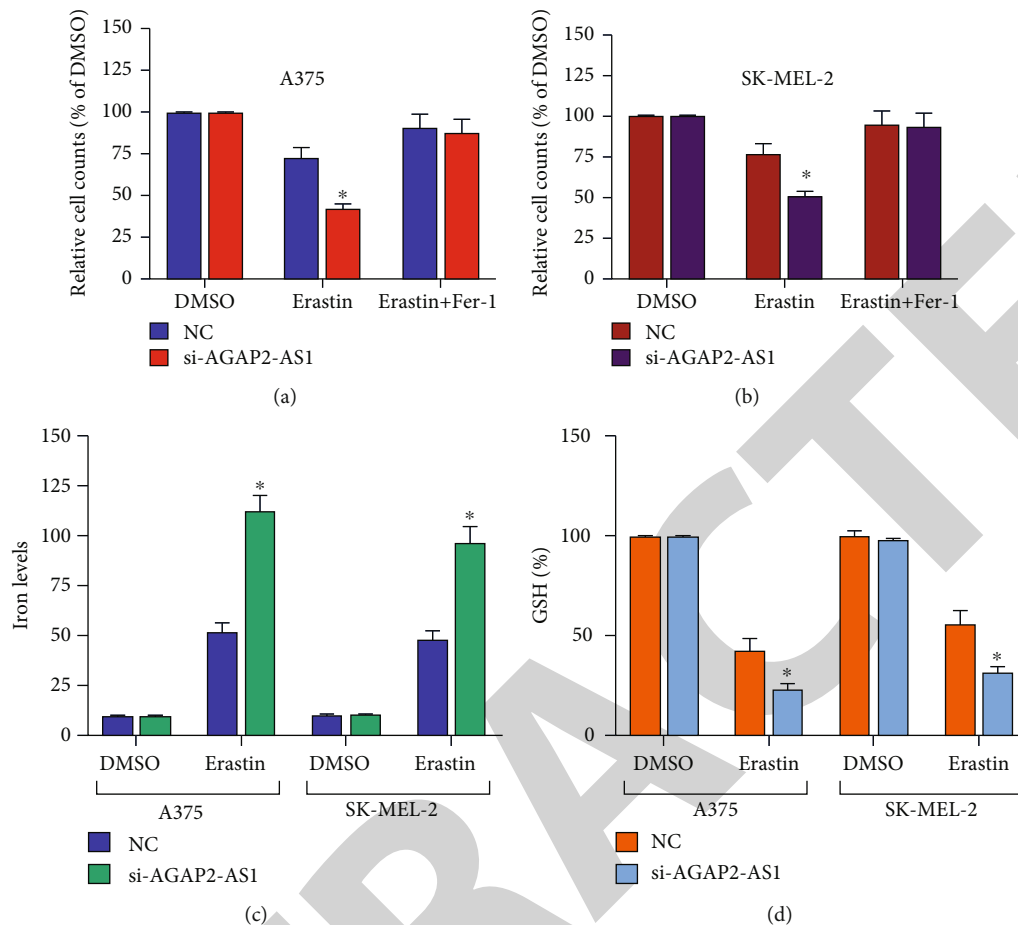 Relative cell counts (% of DMSO)
150
125
100
75
50
25
0
A375
*
DMSO
Erastin
Erastin+Fer-1
NC
si-AGAP2-AS1
(a)
Relative cell counts (% of DMSO)
150
125
100
75
50
25
0
SK-MEL-2
*
DMSO
Erastin
Erastin+Fer-1
NC
si-AGAP2-AS1
(b)
Iron levels
150
125
100
75
50
25
0
*
*
DMSO
Erastin
DMSO
Erastin
A375
SK-MEL-2
NC
si-AGAP2-AS1
(c)
GSH (%)
150
100
50
0
*
*
DMSO
Erastin
DMSO
Erastin
A375
SK-MEL-2
NC
si-AGAP2-AS1
(d)
RACTE